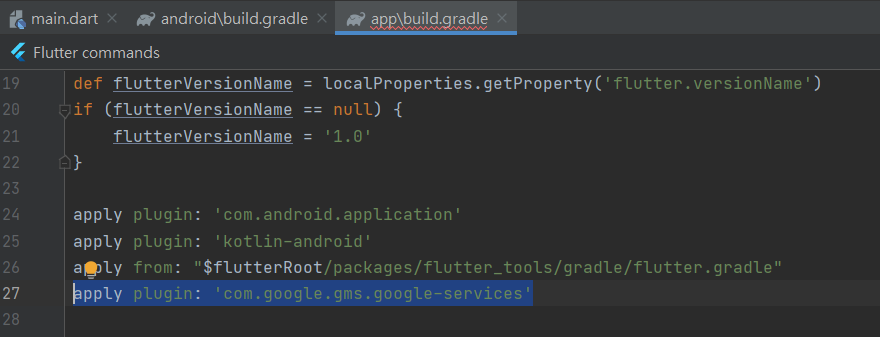 main.dart android\build.gradle app\build.gradle
Flutter commands
19 def flutterVersionName = localProperties.getProperty('flutter.versionName')
20 if (flutterVersionName == null) {
21 flutterVersionName = '1.0'
22 }
23
24 apply plugin: 'com.android.application'
25 apply plugin: 'kotlin-android'
26 apply from: "$flutterRoot/packages/flutter_tools/gradle/flutter.gradle"
27 apply plugin: 'com.google.gms.google-services'
28